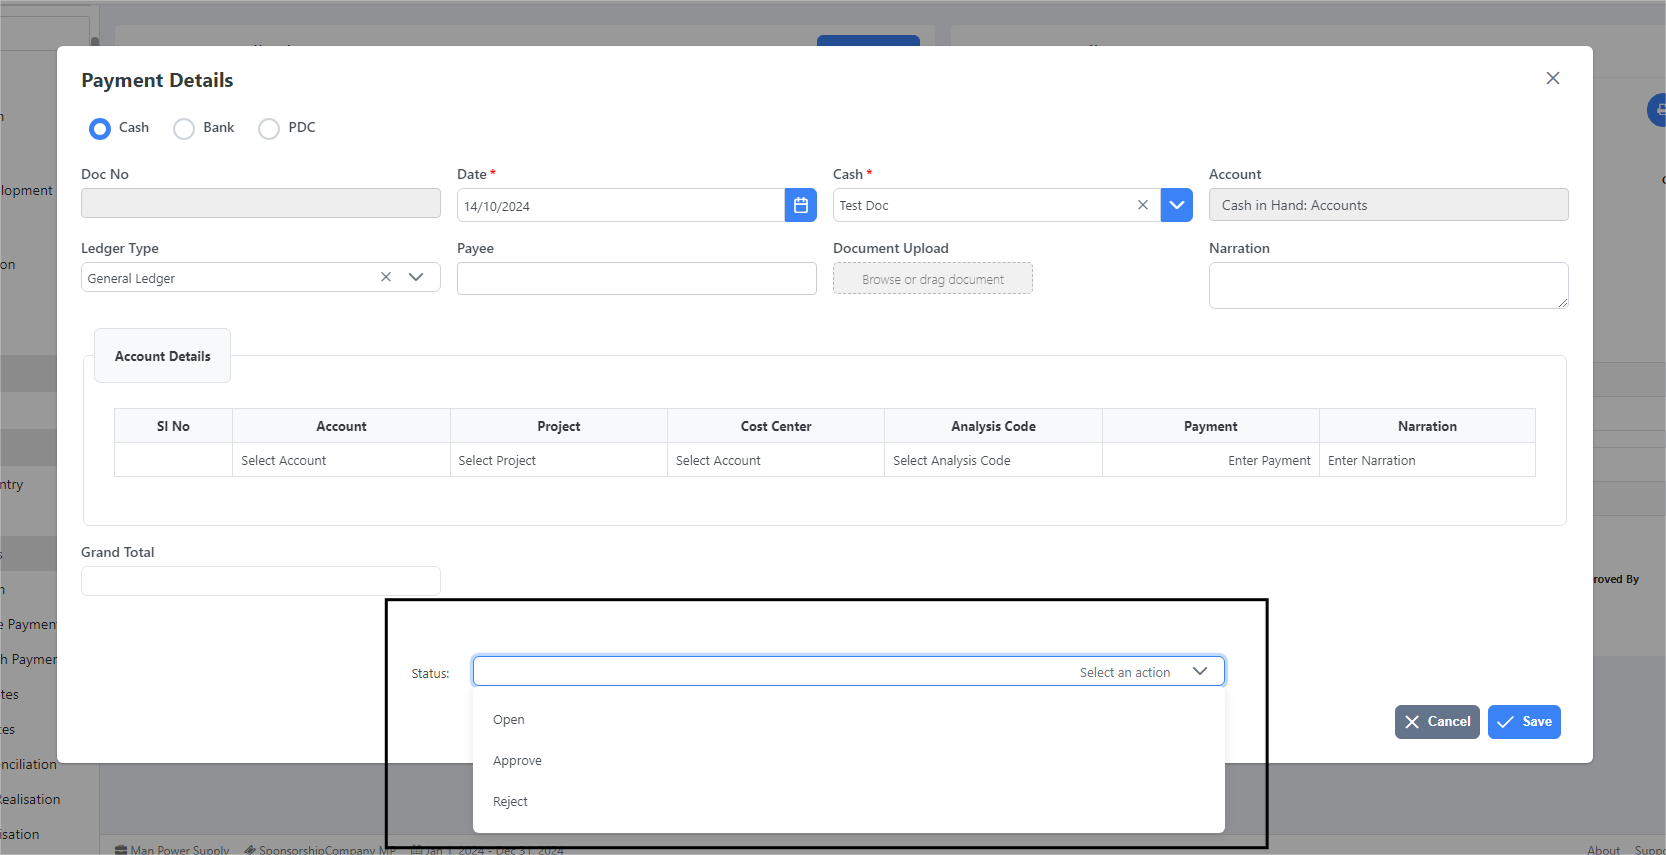 Payment Details
Cash
Bank
PDC
Doc No
Date *
Cash *
Account
14/10/2024
Test Doc
Cash in Hand: Accounts
Ledger Type
Payee
Document Upload
Narration
General Ledger
Browse or drag document
Account Details
SI No Account Project Cost Center Analysis Code Payment Narration
Select Account Select Project Select Account Select Analysis Code Enter Payment Enter Narration
Grand Total
Status:
Select an action
Open
Approve
Reject
Cancel
Save
lopment
on
ntry
e Paymen
h Paymer
tes
es
nciliation
ealisation
isation
roved By
Man Power Supply
SponsorshipCompany MP
Jan 1, 2024 - Dec 31, 2024
About
Suppo